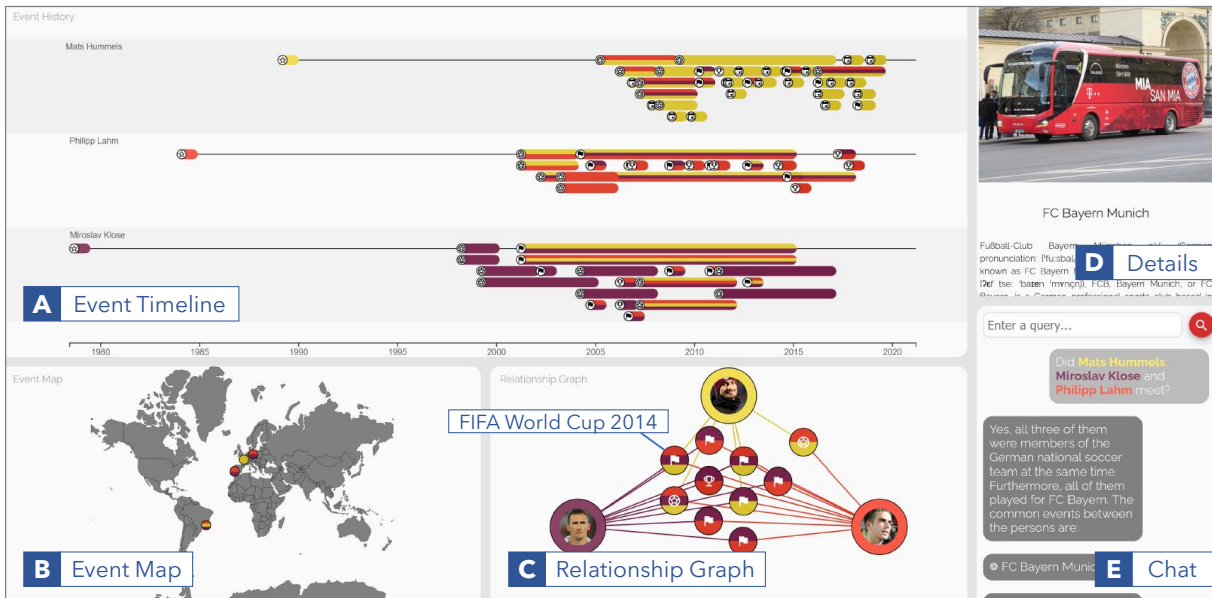 Event History
Mats Hummels
Philipp Lahm
Miroslav Klose
A Event Timeline
1980 1985 1990 1995 2000 2005 2010 2015 2020
Event Map
B Event Map
Relationship Graph
FIFA World Cup 2014
C Relationship Graph
MIA
SAN MIA
FC Bayern Munich
Fußball-Club Bayern
pronunciation:
known as FC Bayern
FCB, Bayern Munich, or FC
D Details
Enter a query...
Did Mats Hummels,
Miroslav Klose and
Philipp Lahm meet?
Yes, all three of them
were members of the
German national soccer
team at the same time.
Furthermore, all of them
played for FC Bayern. The
common events between
the persons are:
FC Bayern
E Chat